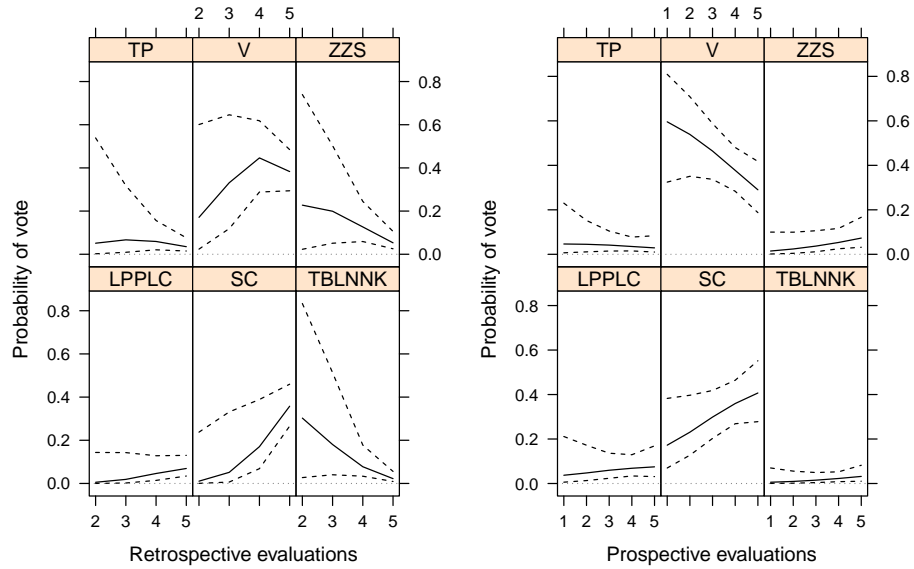 2 3 4 5
TP V ZZS
0.8
0.6
0.4
0.2
0.0
LPPLC SC TBLNNK
0.8
0.6
0.4
0.2
0.0
2 3 4 5 2 3 4 5
Probability of vote
Retrospective evaluations
1 2 3 4 5
TP V ZZS
0.8
0.6
0.4
0.2
0.0
LPPLC SC TBLNNK
0.8
0.6
0.4
0.2
0.0
1 2 3 4 5 1 2 3 4 5
Probability of vote
Prospective evaluations